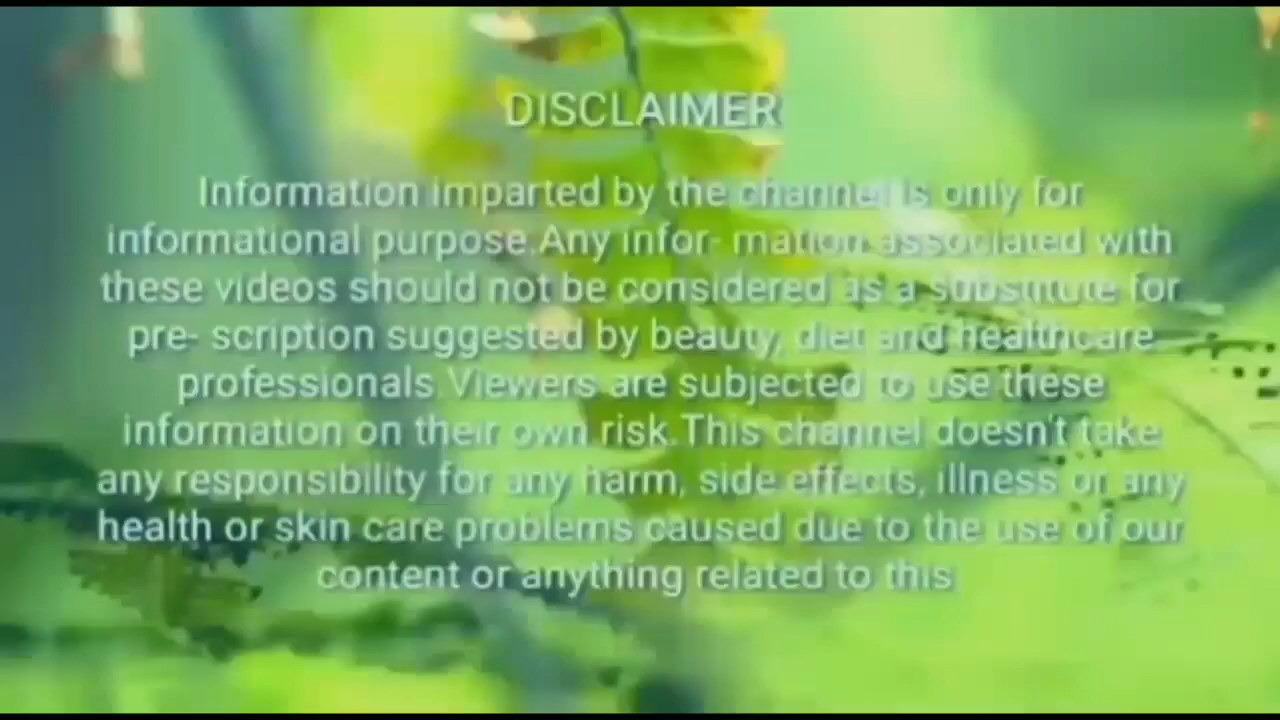 DISCLAIMER
Information imparted by the channel is only for
informational purpose.Any infor- mation associated with
these videos should not be considered as a substitute for
pre- scription suggested by beauty, diet and healthcare
professionals.Viewers are subjected to use these
information on their own risk.This channel doesn't take
any responsibility for any harm, side effects, illness or any
health or skin care problems caused due to the use of our
content or anything related to this.